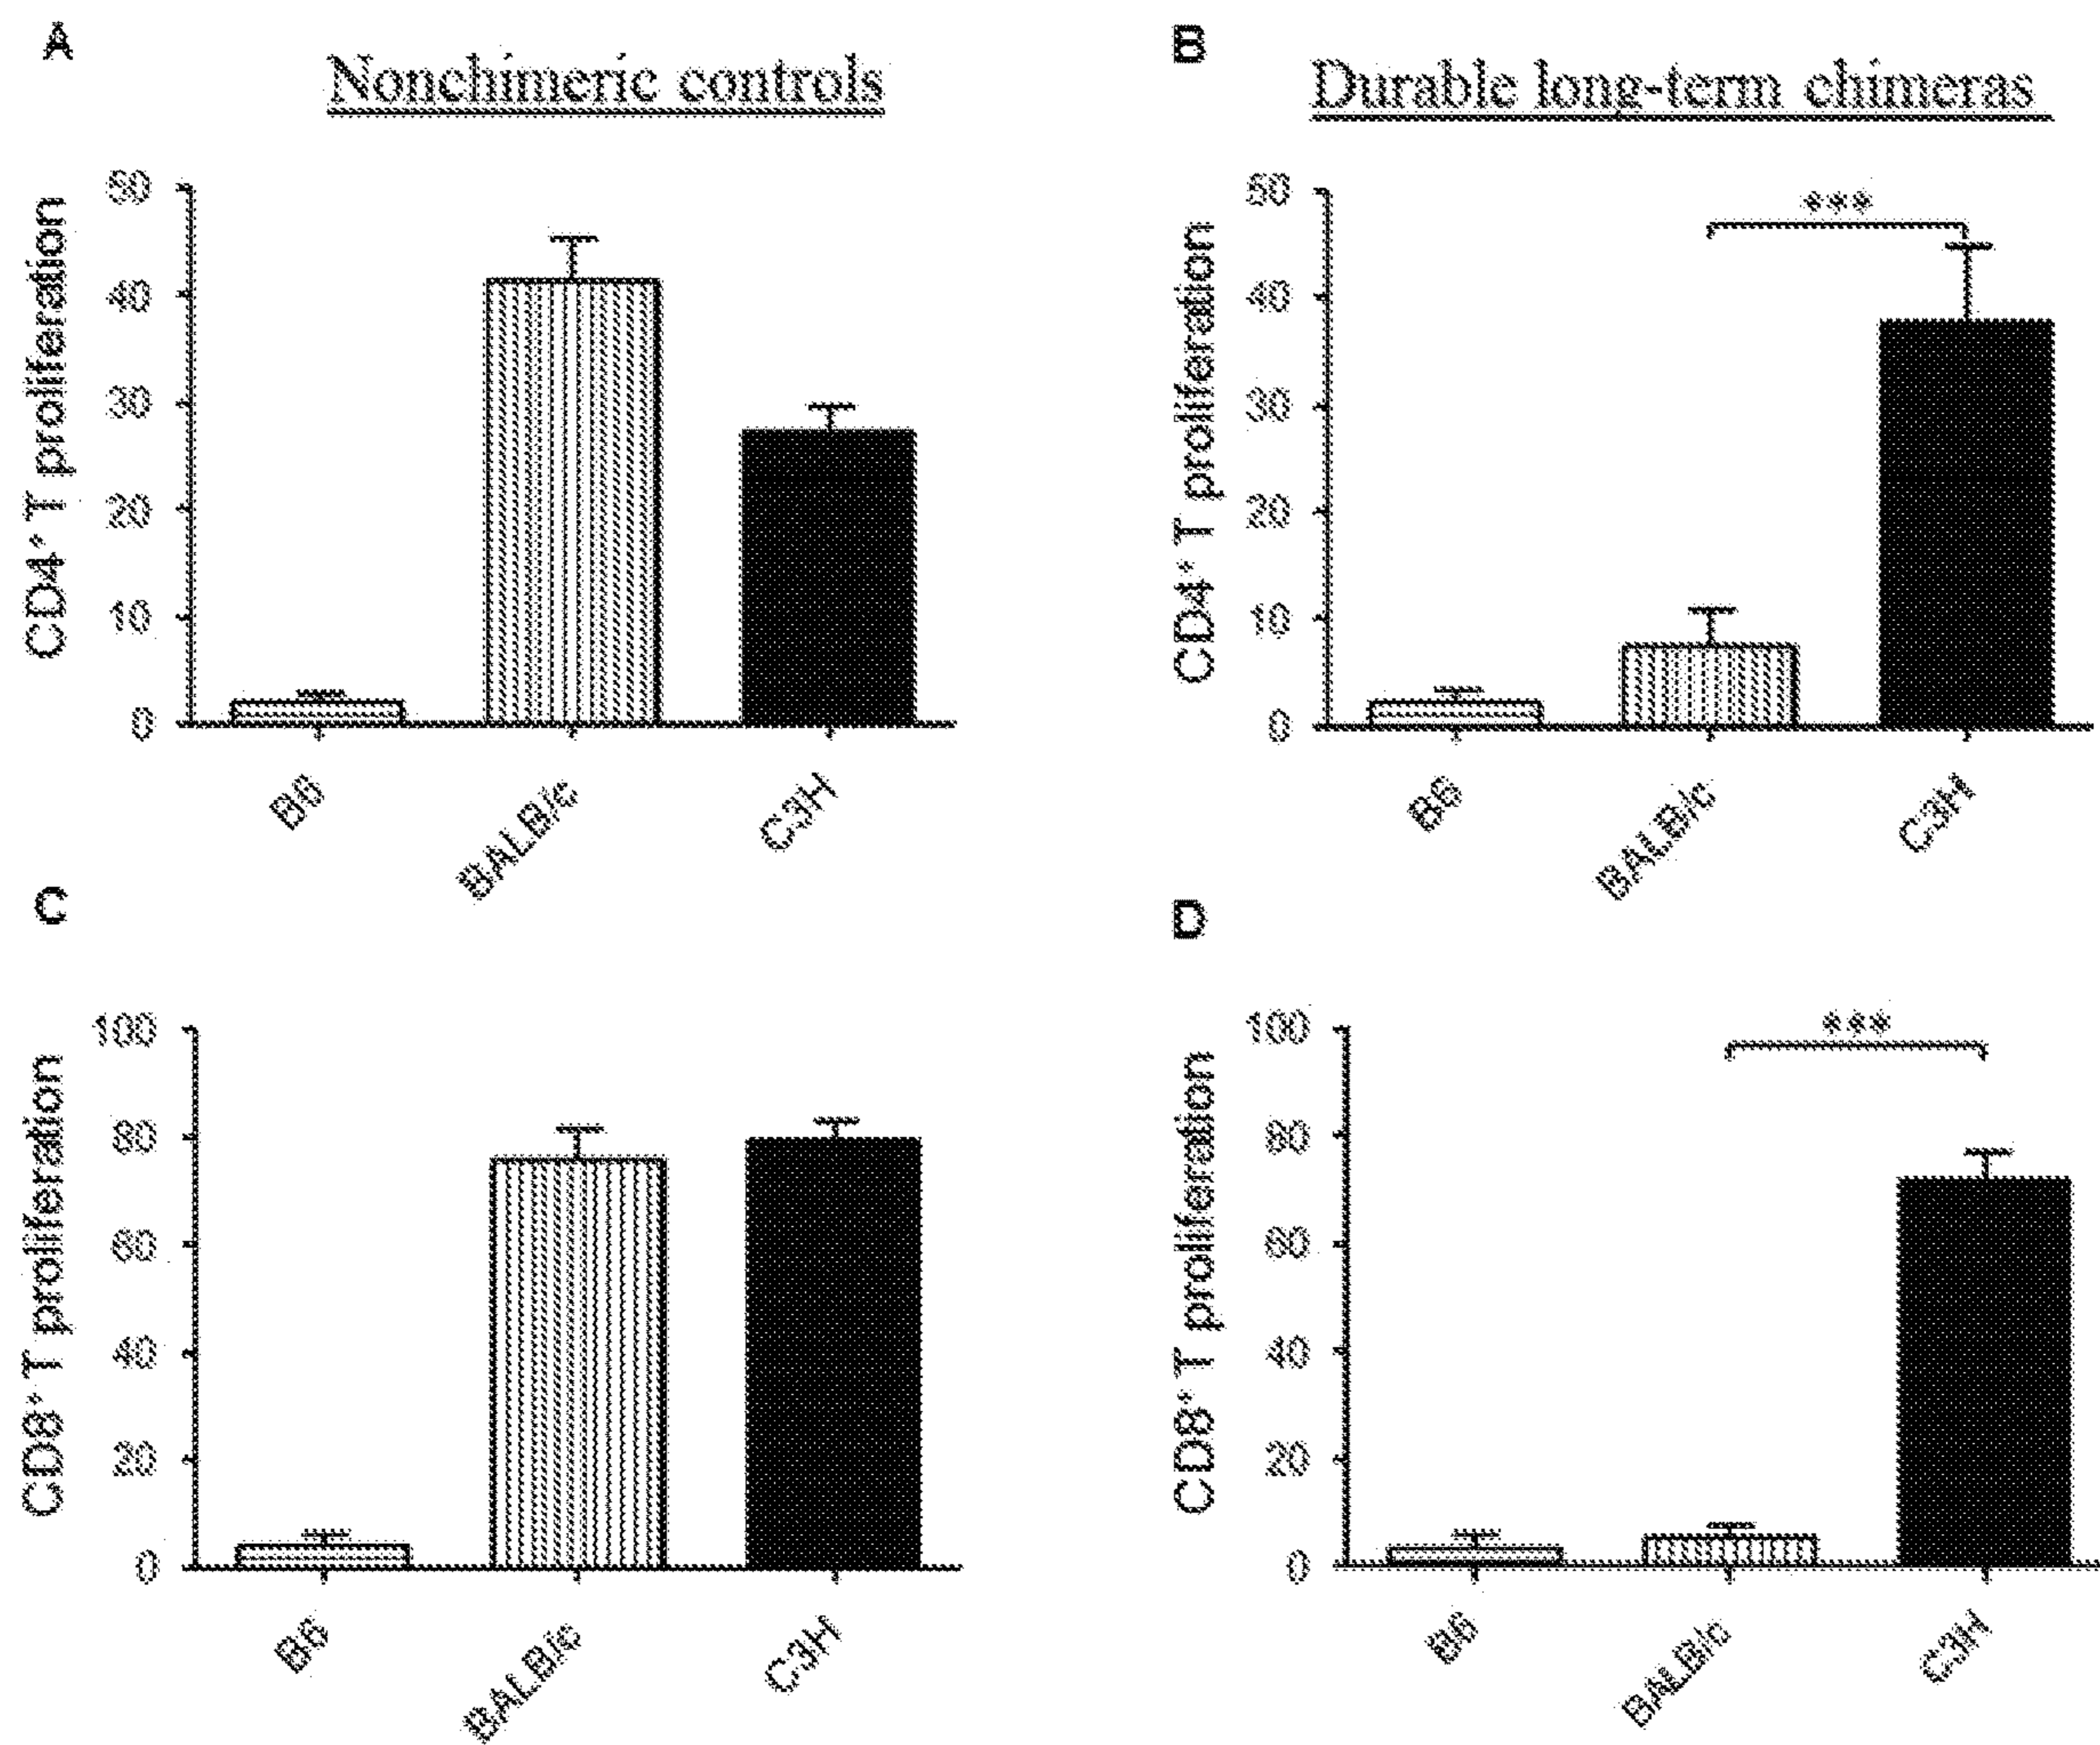 A
Nonchimeric controls
CD4⁺ T proliferation
50
40
30
20
10
0
B6
BALB/c
C3H
B
Durable long-term chimeras
CD4⁺ T proliferation
50
40
30
20
10
0
***
B6
BALB/c
C3H
C
CD8⁺ T proliferation
100
80
60
40
20
0
B6
BALB/c
C3H
D
CD8⁺ T proliferation
100
80
60
40
20
0
***
B6
BALB/c
C3H